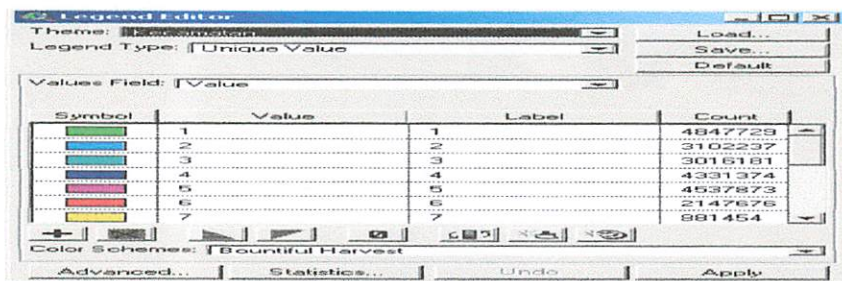 Legend Editor
Theme: Kecamatan Load...
Legend Type: Unique Value Save...
Default
Values Field: Value
Symbol Value Label Count
1 1 4847729
2 2 3102237
3 3 3016181
4 4 4331374
5 5 4537873
6 6 2147676
7 7 881454
Color Schemes: Bountiful Harvest
Advanced... Statistics... Undo Apply